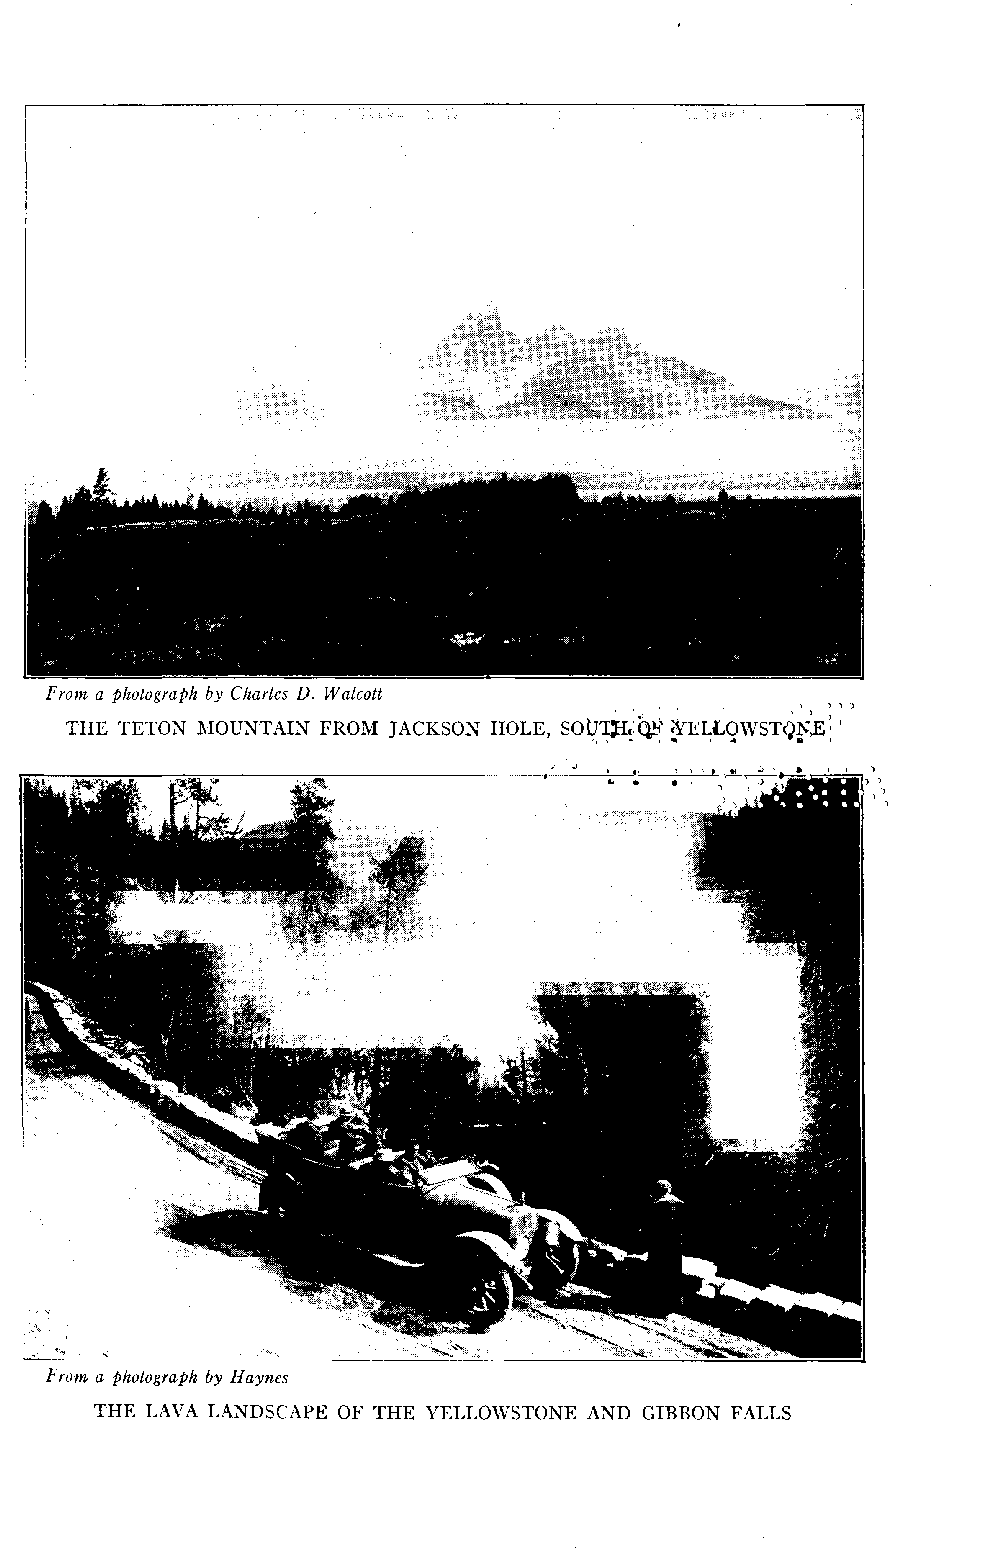 From a photograph by Charles D. Walcott
THE TETON MOUNTAIN FROM JACKSON HOLE, SOUTH OF YELLOWSTONE
From a photograph by Haynes
THE LAVA LANDSCAPE OF THE YELLOWSTONE AND GIBBON FALLS